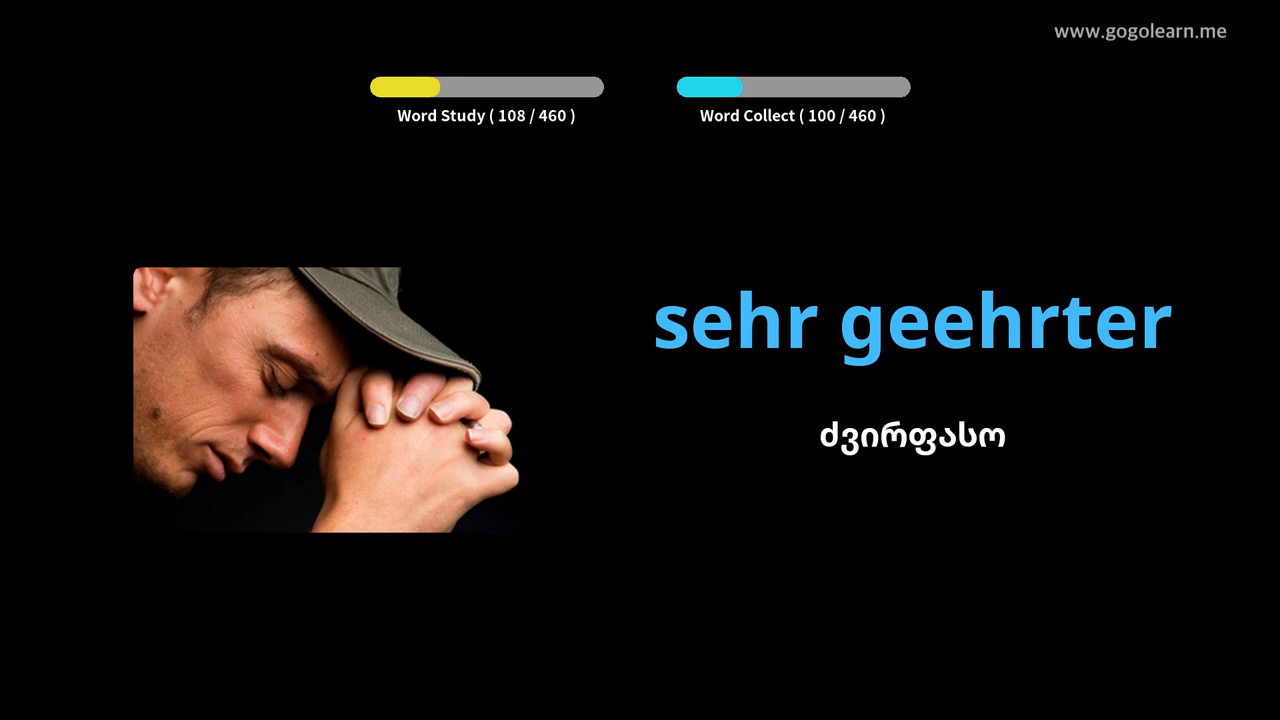 www.gogolearn.me
Word Study ( 108 / 460 )
Word Collect ( 100 / 460 )
sehr geehrter
ძვირფასო